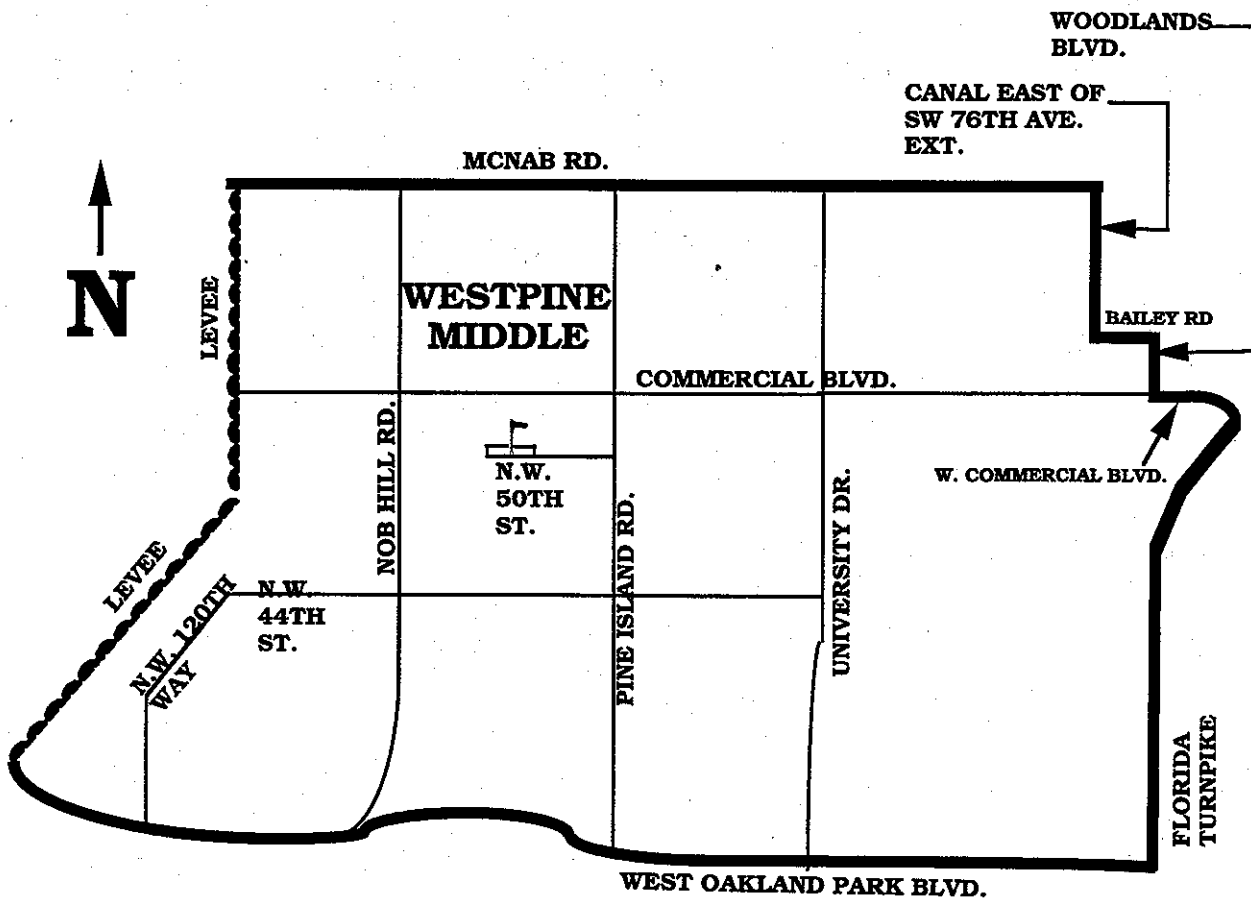 WOODLANDS
BLVD.
CANAL EAST OF
SW 76TH AVE.
EXT.
MCNAB RD.
N
LEVEE
WESTPINE
MIDDLE
BAILEY RD
COMMERCIAL BLVD.
NOB HILL RD.
N.W.
50TH
ST.
W. COMMERCIAL BLVD.
PINE ISLAND RD.
UNIVERSITY DR.
LEVEE
N.W. 120TH
WAY
N.W.
44TH
ST.
FLORIDA
TURNPIKE
WEST OAKLAND PARK BLVD.